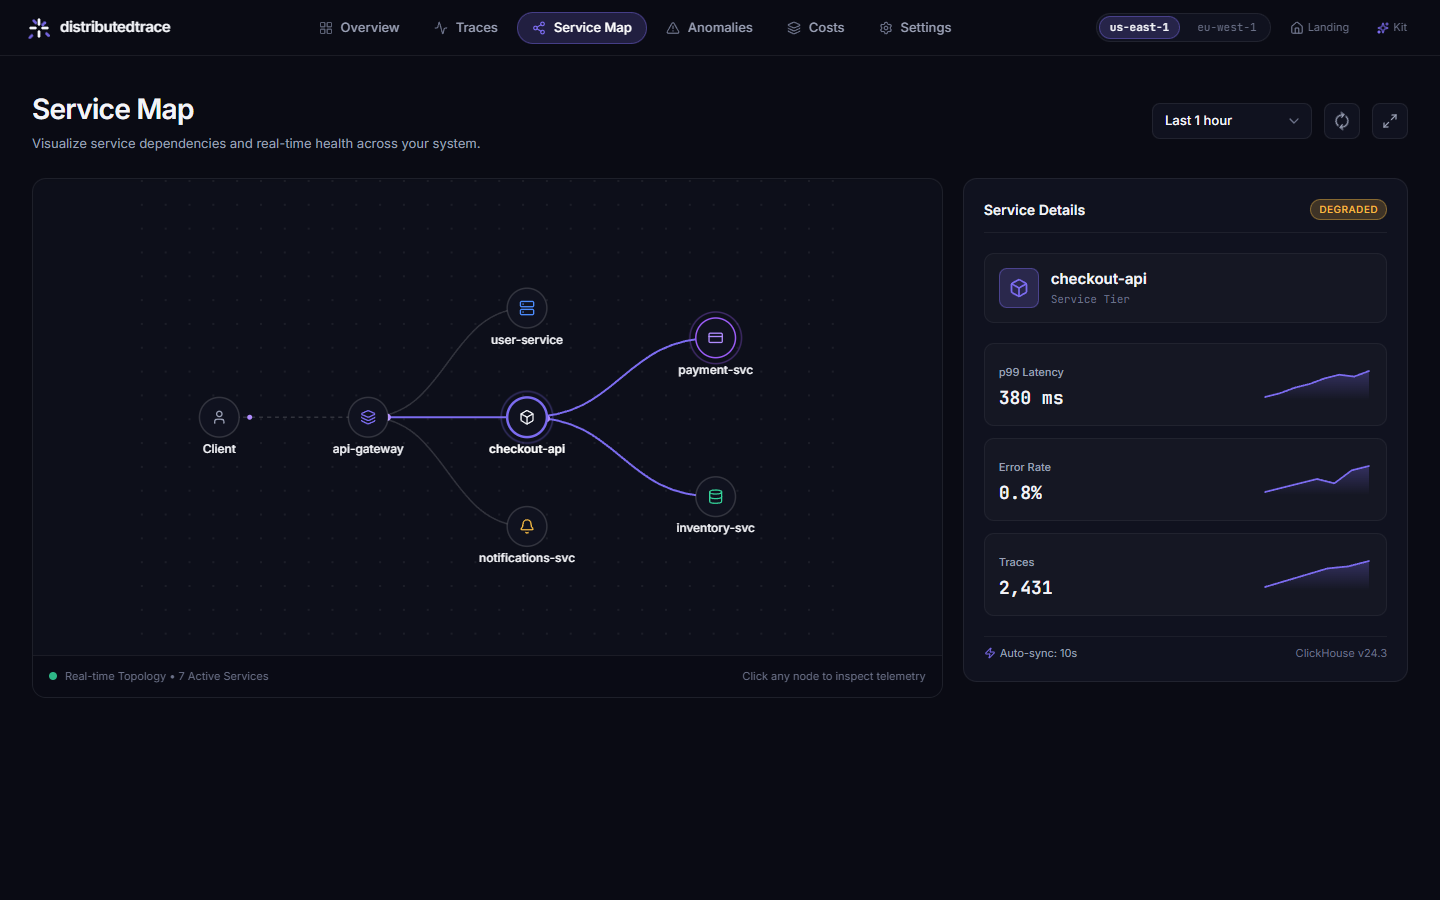 distributedtrace
Overview
Traces
Service Map
Anomalies
Costs
Settings
us-east-1
eu-west-1
Landing
Kit
Service Map
Visualize service dependencies and real-time health across your system.
Last 1 hour
user-service
payment-svc
Client
api-gateway
checkout-api
inventory-svc
notifications-svc
Real-time Topology • 7 Active Services
Click any node to inspect telemetry
Service Details
DEGRADED
checkout-api
Service Tier
p99 Latency
380 ms
Error Rate
0.8%
Traces
2,431
Auto-sync: 10s
ClickHouse v24.3